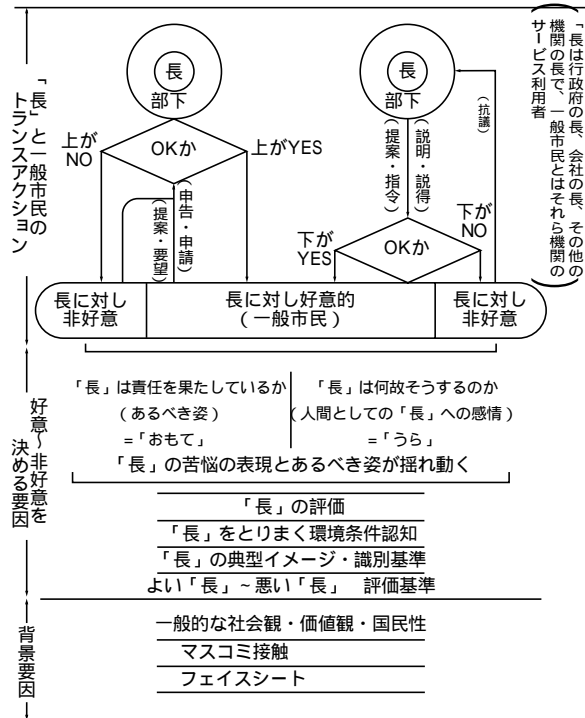 「長は行政府の長、会社の長、その他の
機関の長で、一般市民とはそれら機関の
サービス利用者
「長」と一般市民の
トランスアクション
長
部下
上が
NO
OKか
上がYES
(提案・要望)
(申告・申請)
長
部下
(提案・指令)
(説明・説得)
(抗議)
下が
YES
OKか
下が
NO
長に対し
非好意
長に対し好意的
(一般市民)
長に対し
非好意
好意~非好意を
決める要因
「長」は責任を果たしているか
(あるべき姿)
=「おもて」
「長」は何故そうするのか
(人間としての「長」への感情)
=「うら」
「長」の苦悩の表現とあるべき姿が揺れ動く
「長」の評価
「長」をとりまく環境条件認知
「長」の典型イメージ・識別基準
よい「長」~悪い「長」 評価基準
背景要因
一般的な社会観・価値観・国民性
マスコミ接触
フェイスシート